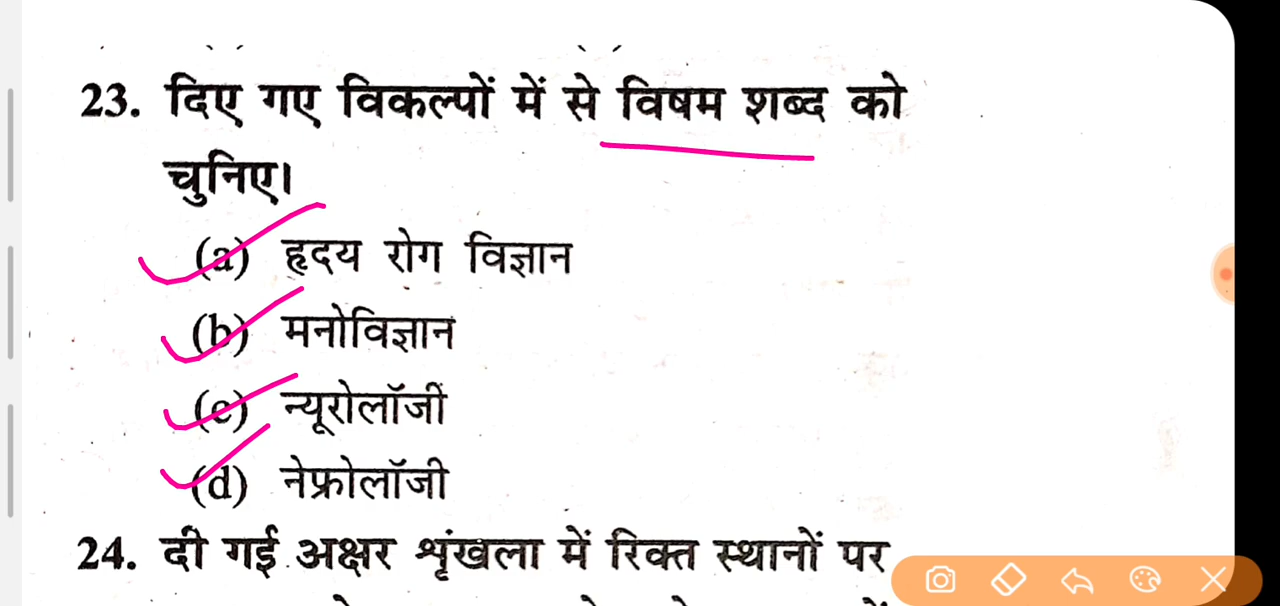 23. दिए गए विकल्पों में से विषम शब्द को
चुनिए।
(a) हृदय रोग विज्ञान
(b) मनोविज्ञान
(c) न्यूरोलॉजी
(d) नेफ्रोलॉजी
24. दी गई अक्षर शृंखला में रिक्त स्थानों पर